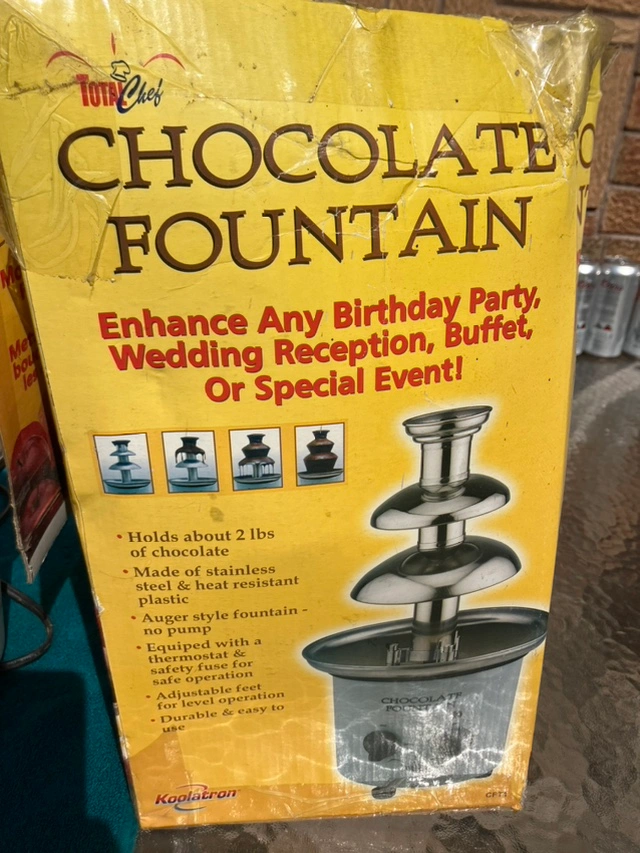 TOTAL Chef
CHOCOLATE
FOUNTAIN
Enhance Any Birthday Party,
Wedding Reception, Buffet,
Or Special Event!
• Holds about 2 lbs
of chocolate
• Made of stainless
steel & heat resistant
plastic
• Auger style fountain -
no pump
• Equiped with a
thermostat &
safety fuse for
safe operation
• Adjustable feet
for level operation
• Durable & easy to
use
CHOCOLATE
FOUNTAIN
Koolatron